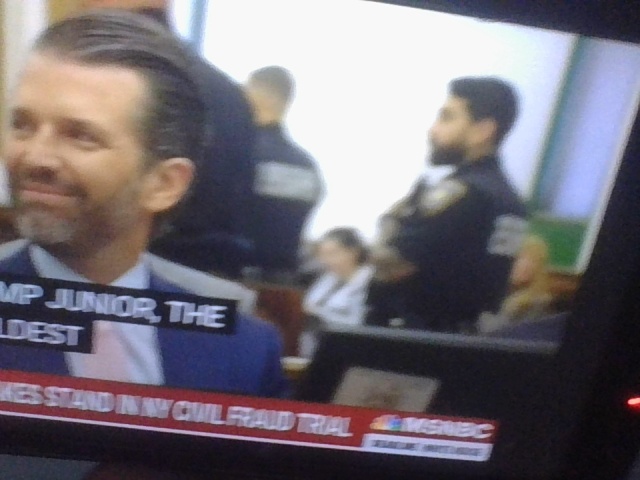 MP JUNIOR, THE
LDEST
KES STAND IN NY CIVIL FRAUD TRIAL
MSNBC